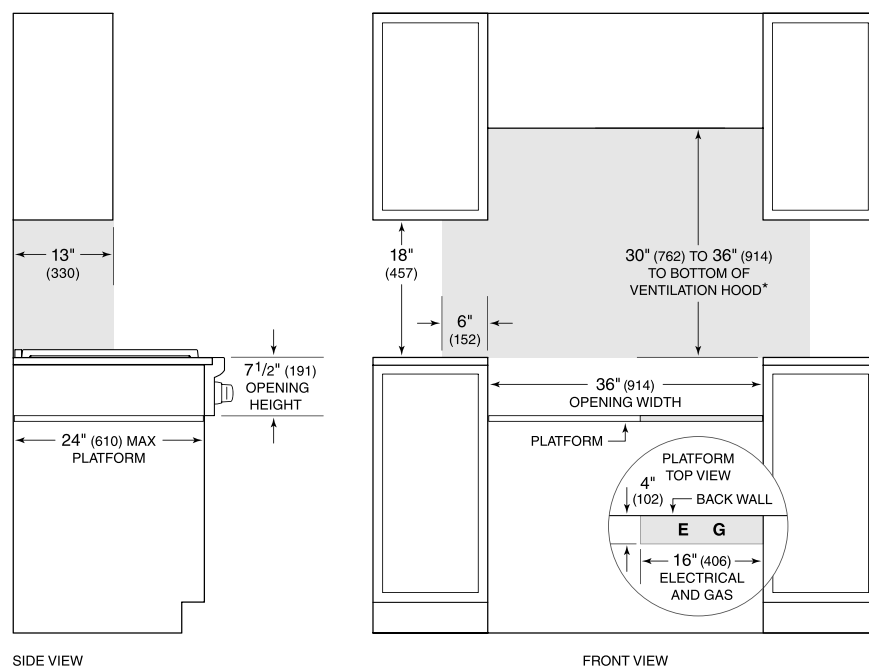 13"
(330)
7 1/2" (191)
OPENING
HEIGHT
24" (610) MAX
PLATFORM
SIDE VIEW
18"
(457)
6"
(152)
30" (762) TO 36" (914)
TO BOTTOM OF
VENTILATION HOOD*
36" (914)
OPENING WIDTH
PLATFORM
PLATFORM
TOP VIEW
4"
(102)
BACK WALL
E G
16" (406)
ELECTRICAL
AND GAS
FRONT VIEW